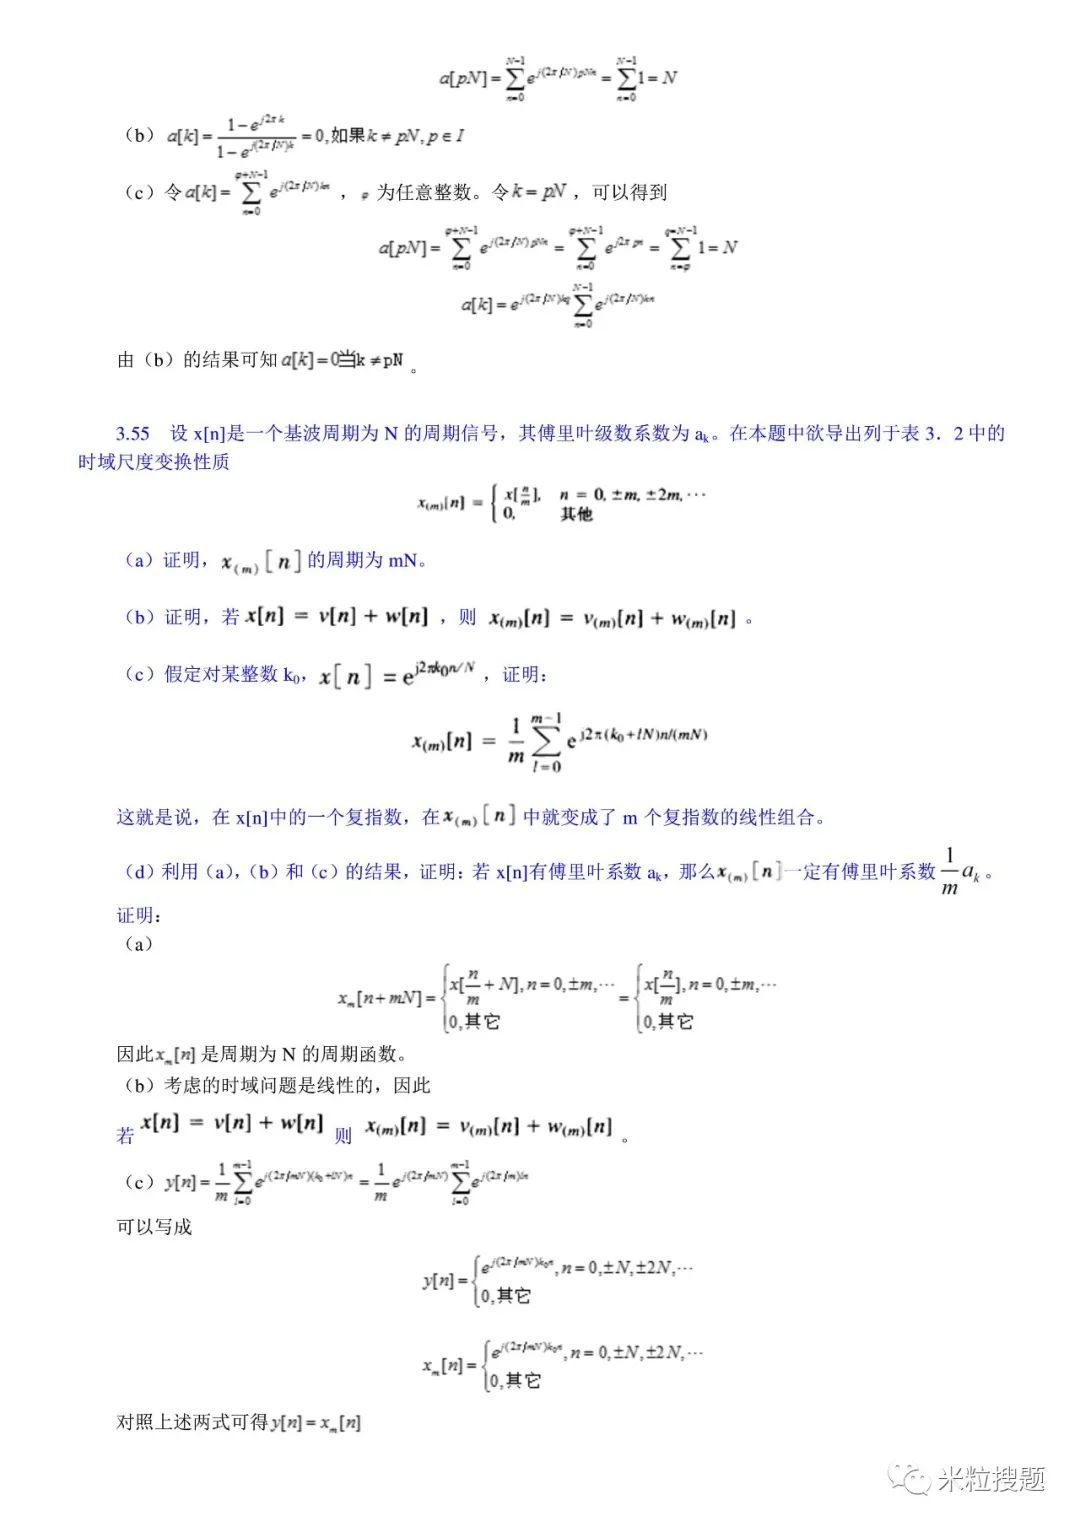 a[pN] = ∑_{n=0}^{N-1} e^{j(2π/N)pNn} = ∑_{n=0}^{N-1} 1 = N
（b）a[k] = (1-e^{j2πk})/(1-e^{j(2π/N)k}) = 0,如果k ≠ pN, p ∈ I
（c）令 a[k] = ∑_{n=0}^{φ+N-1} e^{j(2π/N)kn} ，φ 为任意整数。令 k = pN ，可以得到
a[pN] = ∑_{n=0}^{φ+N-1} e^{j(2π/N)pNn} = ∑_{n=0}^{φ+N-1} e^{j2πpn} = ∑_{n=φ}^{q=N-1} 1 = N
a[k] = e^{j(2π/N)kφ} ∑_{n=0}^{N-1} e^{j(2π/N)kn}
由（b）的结果可知 a[k]=0当k ≠pN 。
3.55 设 x[n]是一个基波周期为 N 的周期信号，其傅里叶级数系数为 a_k。在本题中欲导出列于表 3．2 中的
时域尺度变换性质
x_{(m)}[n] = { x[n/m], n = 0, ±m, ±2m, ⋯
0, 其他
（a）证明，x_{(m)}[n] 的周期为 mN。
（b）证明，若 x[n] = v[n] + w[n] ，则 x_{(m)}[n] = v_{(m)}[n] + w_{(m)}[n] 。
（c）假定对某整数 k_0，x[n] = e^{j2πk_0n/N} ，证明：
x_{(m)}[n] = 1/m ∑_{l=0}^{m-1} e^{j2π(k_0+lN)n/(mN)}
这就是说，在 x[n]中的一个复指数，在 x_{(m)}[n] 中就变成了 m 个复指数的线性组合。
（d）利用（a），（b）和（c）的结果，证明：若 x[n]有傅里叶系数 a_k，那么x_{(m)}[n]一定有傅里叶系数 1/m a_k 。
证明：
（a）
x_m[n+mN] = { x[n/m + N], n = 0,±m,⋯ = { x[n/m], n = 0,±m,⋯
0,其它 0,其它
因此x_m[n] 是周期为 N 的周期函数。
（b）考虑的时域问题是线性的，因此
若 x[n] = v[n] + w[n] 则 x_{(m)}[n] = v_{(m)}[n] + w_{(m)}[n] 。
（c）y[n] = 1/m ∑_{l=0}^{m-1} e^{j(2π/mN)(k_0+lN)n} = 1/m e^{j(2π/mN)} ∑_{l=0}^{m-1} e^{j(2π/m)ln}
可以写成
y[n] = { e^{j(2π/mN)k_0n}, n = 0,±N,±2N,⋯
0,其它
x_m[n] = { e^{j(2π/mN)k_0n}, n = 0,±N,±2N,⋯
0,其它
对照上述两式可得 y[n] = x_m[n]
米粒搜题